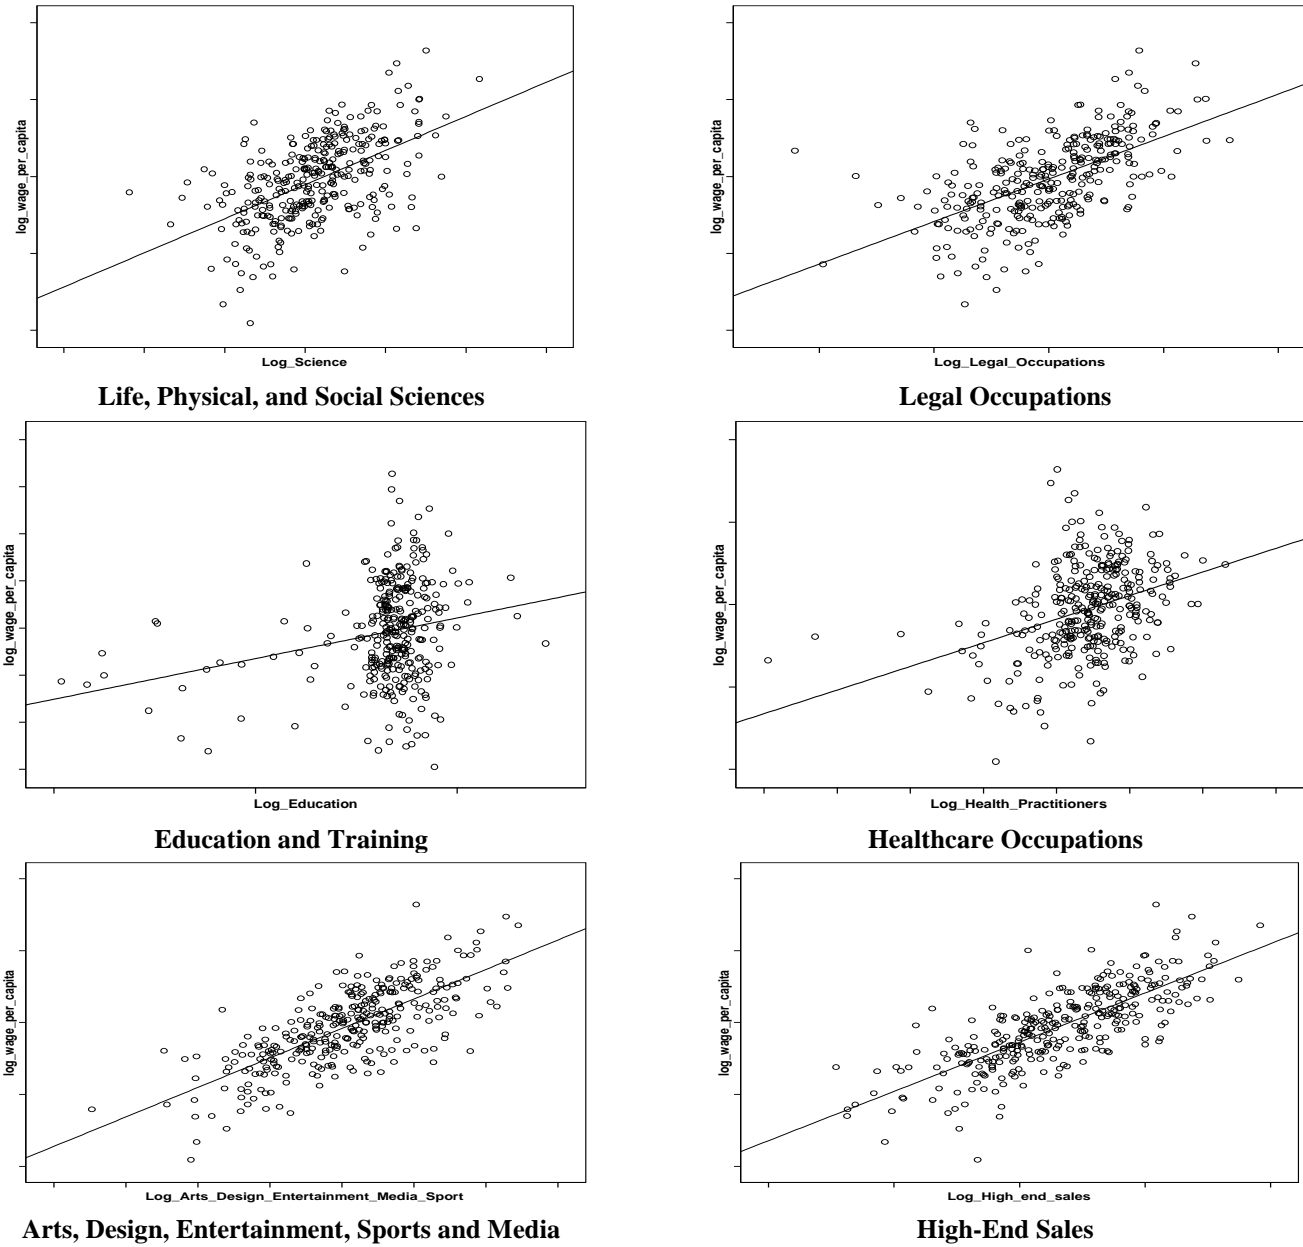 log_wage_per_capita
Log_Science
Life, Physical, and Social Sciences
log_wage_per_capita
Log_Legal_Occupations
Legal Occupations
log_wage_per_capita
Log_Education
Education and Training
log_wage_per_capita
Log_Health_Practitioners
Healthcare Occupations
log_wage_per_capita
Log_Arts_Design_Entertainment_Media_Sport
Arts, Design, Entertainment, Sports and Media
log_wage_per_capita
Log_High_end_sales
High-End Sales